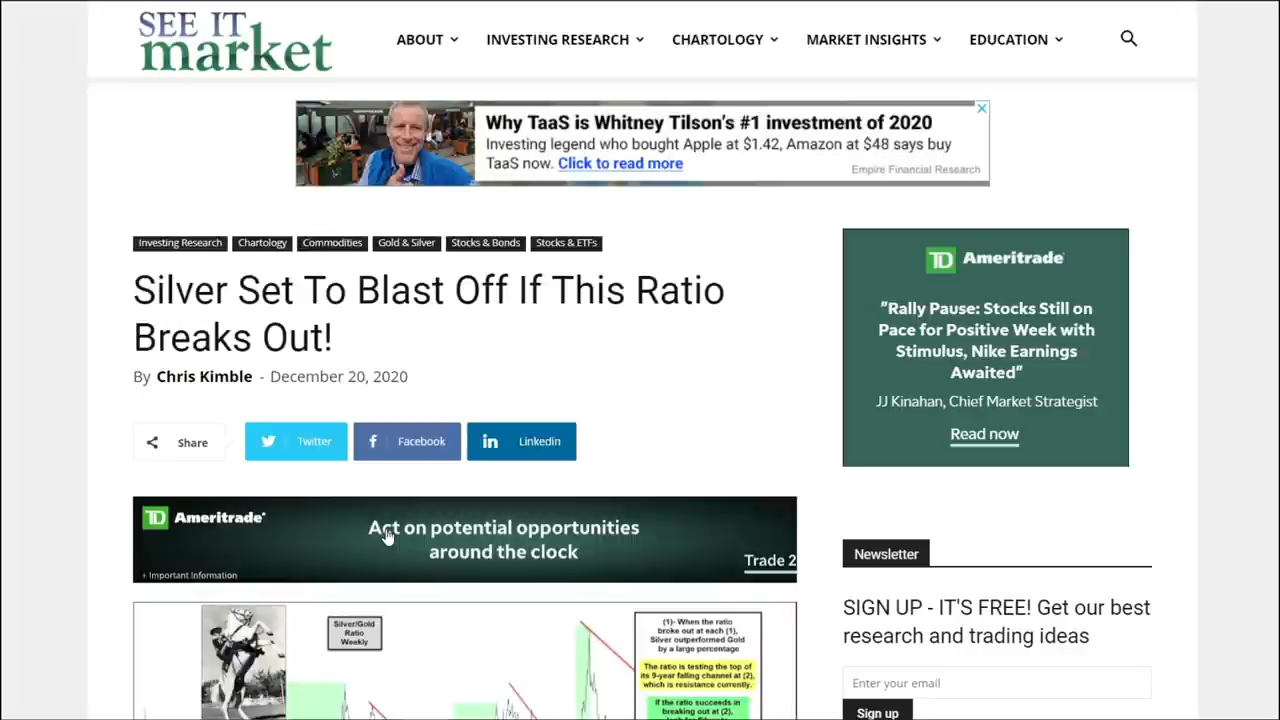 SEE IT
market
ABOUT
INVESTING RESEARCH
CHARTOLOGY
MARKET INSIGHTS
EDUCATION
Why TaaS is Whitney Tilson's #1 investment of 2020
Investing legend who bought Apple at $1.42, Amazon at $48 says buy
TaaS now. Click to read more
Empire Financial Research
Investing Research
Chartology
Commodities
Gold & Silver
Stocks & Bonds
Stocks & ETFs
Silver Set To Blast Off If This Ratio
Breaks Out!
By Chris Kimble - December 20, 2020
Share
Twitter
Facebook
Linkedin
TD Ameritrade
Act on potential opportunities
around the clock
Trade 2
+ Important Information
Silver/Gold
Ratio
Weekly
(1)- When the ratio
broke out at each (1),
Silver outperformed Gold
by a large percentage
The ratio is testing the top of
its 9-year falling channel at (2),
which is resistance currently.
If the ratio succeeds in
breaking out at (2),
TD Ameritrade
"Rally Pause: Stocks Still on
Pace for Positive Week with
Stimulus, Nike Earnings
Awaited"
JJ Kinahan, Chief Market Strategist
Read now
Newsletter
SIGN UP - IT'S FREE! Get our best
research and trading ideas
Enter your email
Sign up